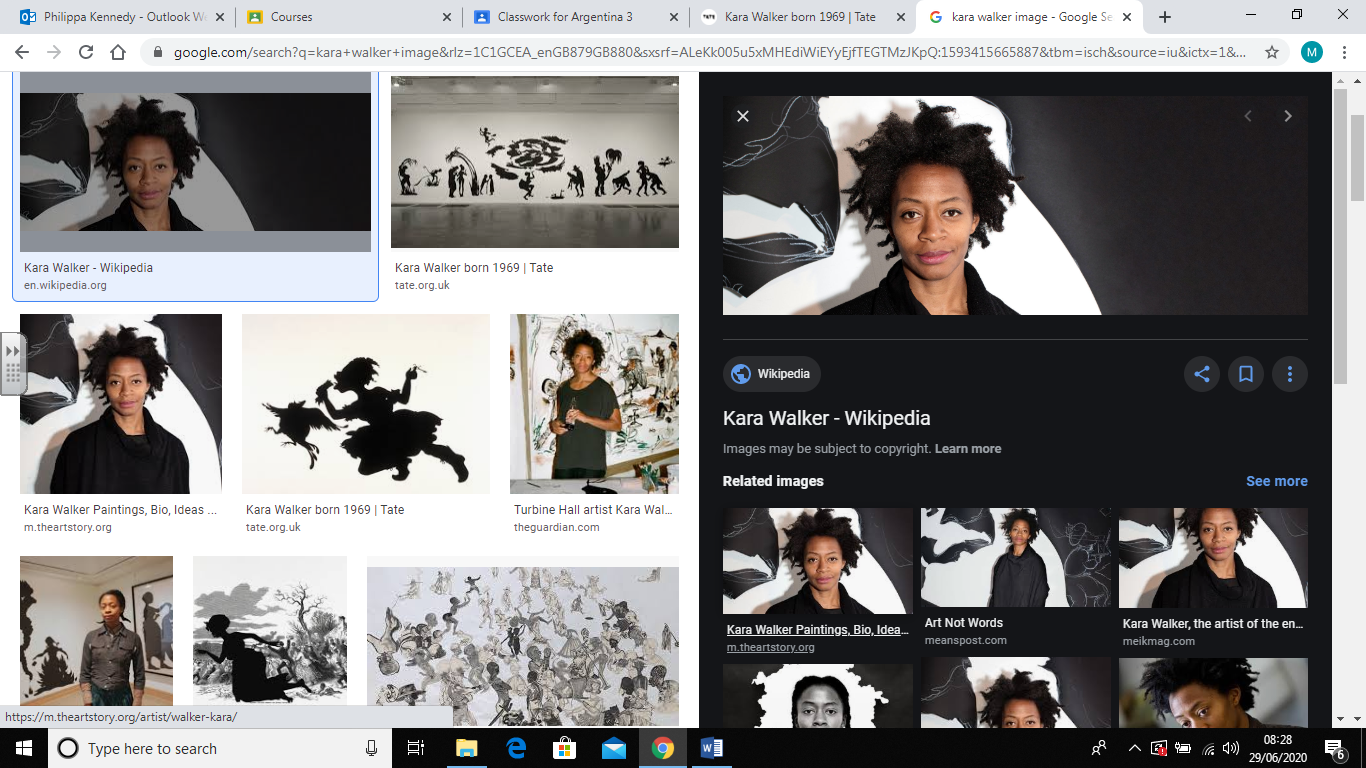 Philippa Kennedy - Outlook We
Courses
Classwork for Argentina 3
TATE
Kara Walker born 1969 | Tate
kara walker image - Google Se
google.com/search?q=kara+walker+image&rlz=1C1GCEA_enGB879GB880&sxsrf=ALeKk005u5xMHEdiWiEYyEjfTEGTMzJKpQ:1593415665887&tbm=isch&source=iu&ictx=1&...
M
Kara Walker - Wikipedia
en.wikipedia.org
Kara Walker born 1969 | Tate
tate.org.uk
Kara Walker Paintings, Bio, Ideas ...
m.theartstory.org
Kara Walker born 1969 | Tate
tate.org.uk
Turbine Hall artist Kara Wal...
theguardian.com
https://m.theartstory.org/artist/walker-kara/
Wikipedia
Kara Walker - Wikipedia
Images may be subject to copyright. Learn more
Related images
See more
Kara Walker Paintings, Bio, Idea...
m.theartstory.org
Art Not Words
meanspost.com
Kara Walker, the artist of the en...
meikmag.com
Type here to search
08:28
29/06/2020
6